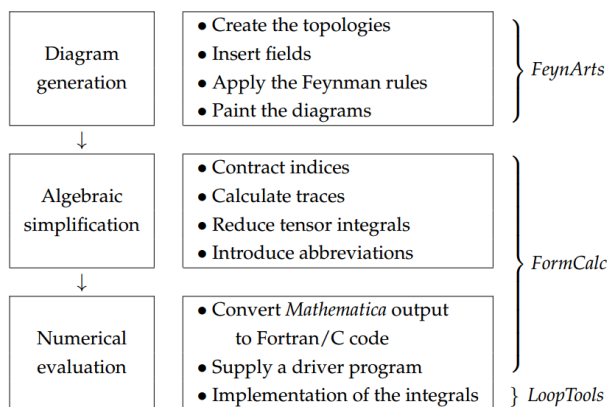 Diagram
generation
• Create the topologies
• Insert fields
• Apply the Feynman rules
• Paint the diagrams
FeynArts
↓
Algebraic
simplification
• Contract indices
• Calculate traces
• Reduce tensor integrals
• Introduce abbreviations
FormCalc
↓
Numerical
evaluation
• Convert Mathematica output
to Fortran/C code
• Supply a driver program
• Implementation of the integrals
} LoopTools